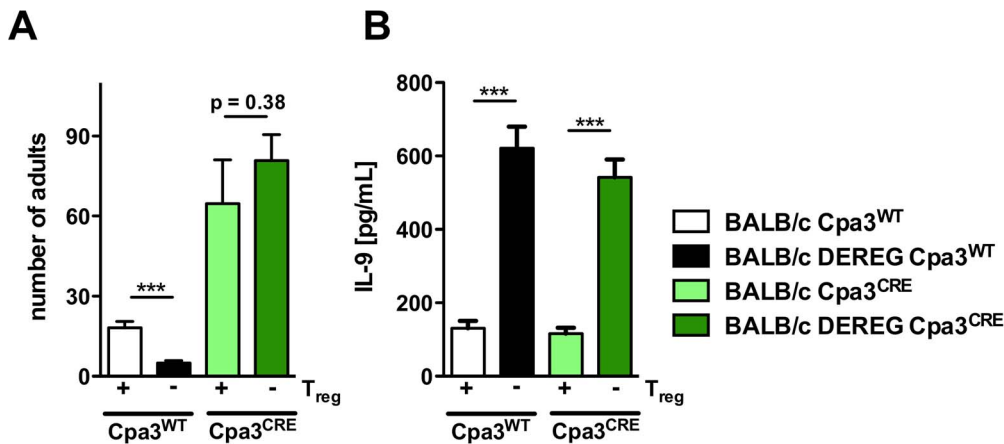 A
number of adults
90
60
30
0
***
p = 0.38
+ - + - Treg
Cpa3WT Cpa3CRE
B
IL-9 [pg/mL]
800
600
400
200
0
***
***
+ - + - Treg
Cpa3WT Cpa3CRE
BALB/c Cpa3WT
BALB/c DEREG Cpa3WT
BALB/c Cpa3CRE
BALB/c DEREG Cpa3CRE